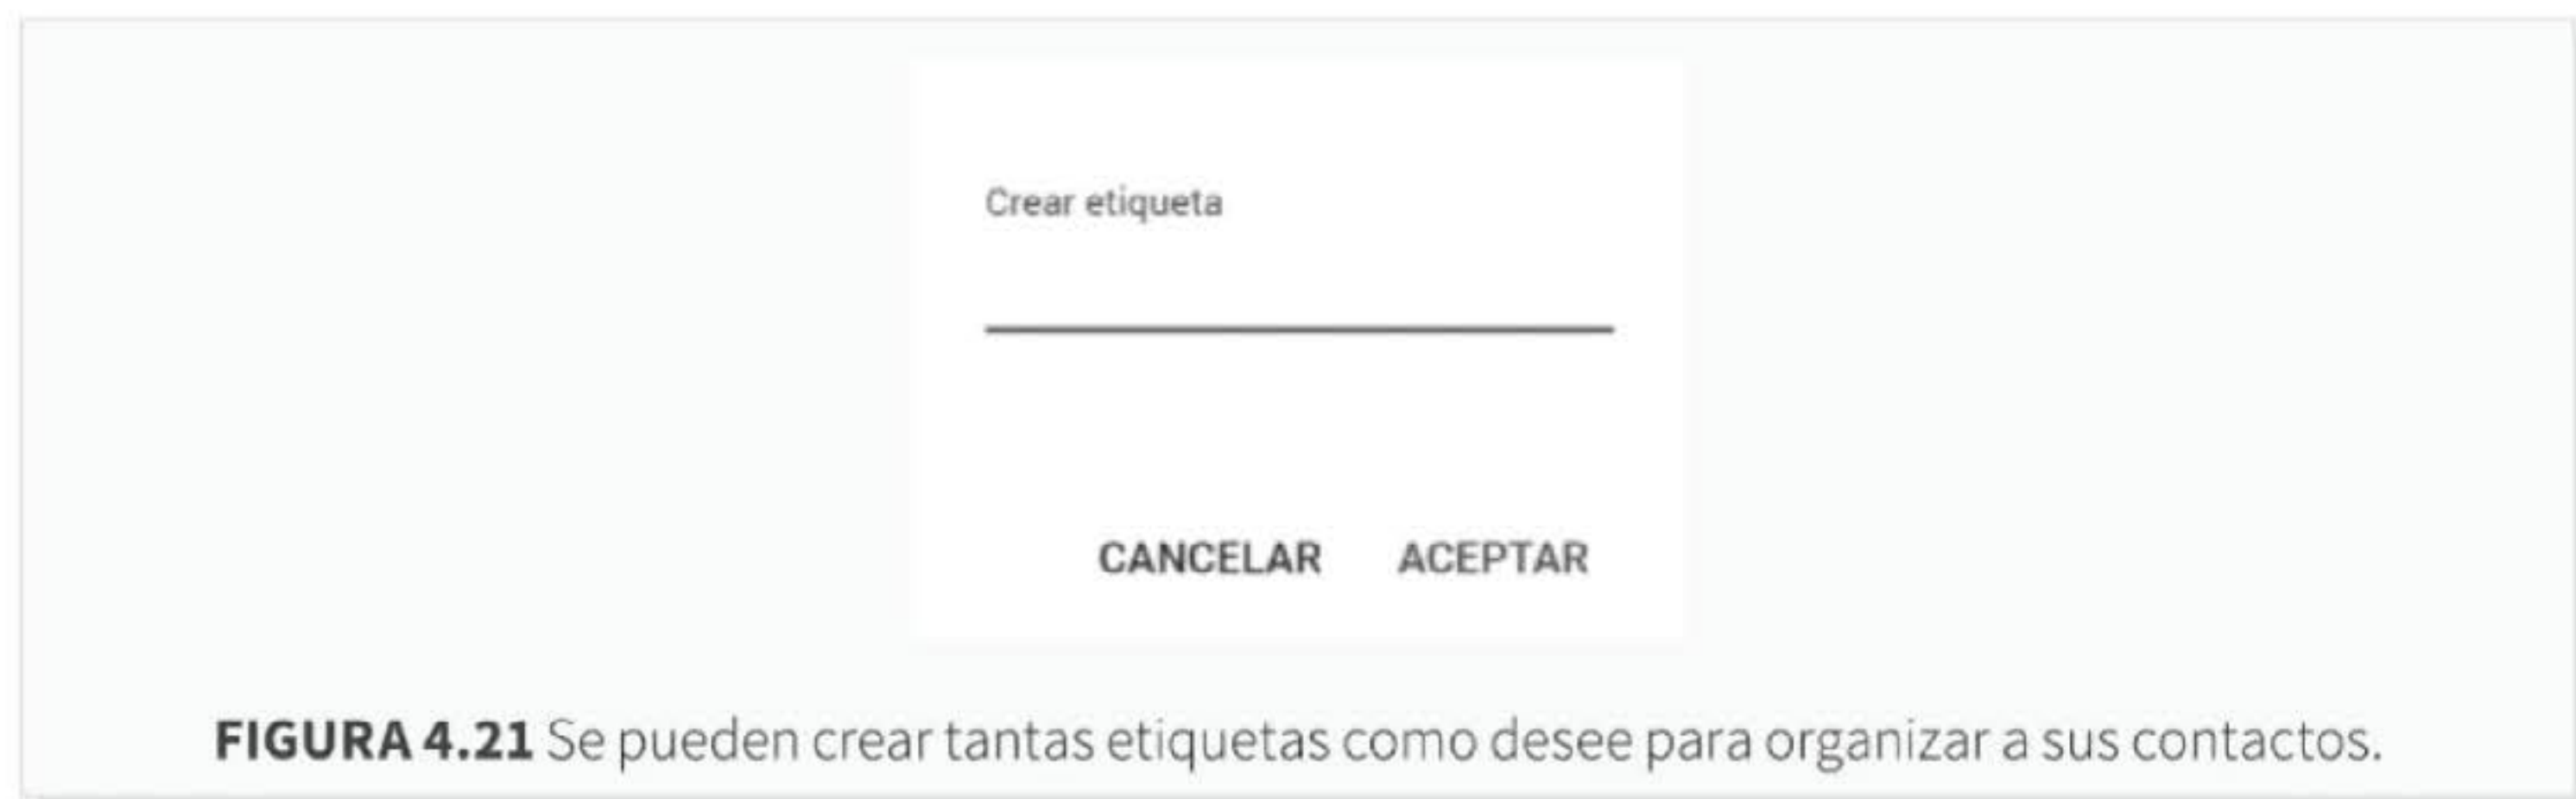 Crear etiqueta
CANCELAR ACEPTAR
FIGURA 4.21 Se pueden crear tantas etiquetas como desee para organizar a sus contactos.